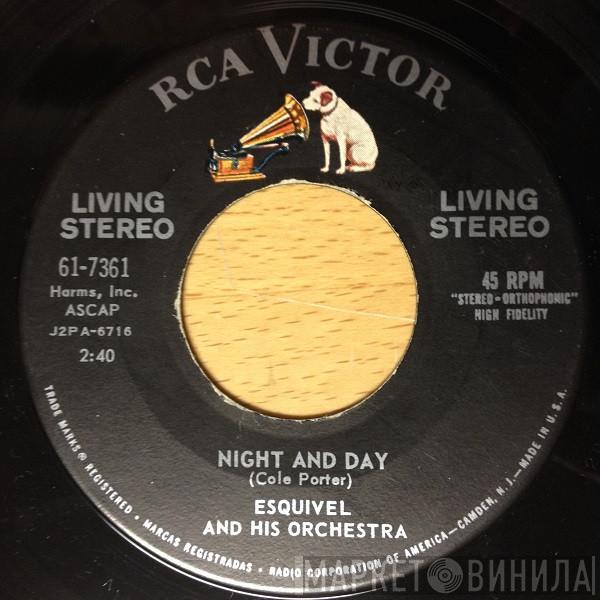 RCA VICTOR
LIVING STEREO
LIVING STEREO
61-7361
Harms, Inc.
ASCAP
J2PA-6716
2:40
45 RPM
"STEREO-ORTHOPHONIC"
HIGH FIDELITY
NIGHT AND DAY
(Cole Porter)
ESQUIVEL
AND HIS ORCHESTRA
TRADE MARKS ® REGISTERED • MARCAS REGISTRADAS • RADIO CORPORATION OF AMERICA—CAMDEN, N. J.—MADE IN U.S.A.
МАРКЕТ ВИНИЛА